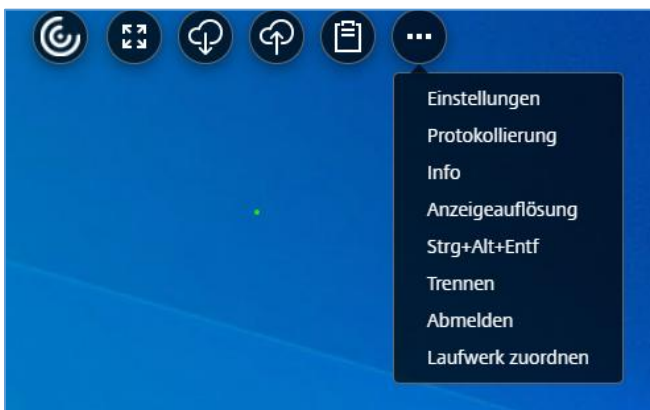 Einstellungen
Protokollierung
Info
Anzeigeauflösung
Strg+Alt+Entf
Trennen
Abmelden
Laufwerk zuordnen